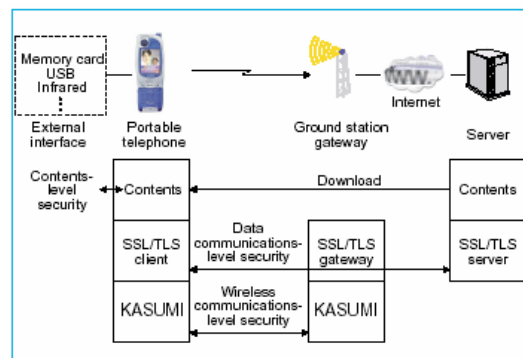 Memory card
USB
Infrared
WWW
Internet
External
interface
Portable
telephone
Ground station
gateway
Server
Contents-
level
security
Contents
Download
Contents
SSL/TLS
client
Data
communications-
level security
SSL/TLS
gateway
SSL/TLS
server
KASUMI
Wireless
communications-
level security
KASUMI